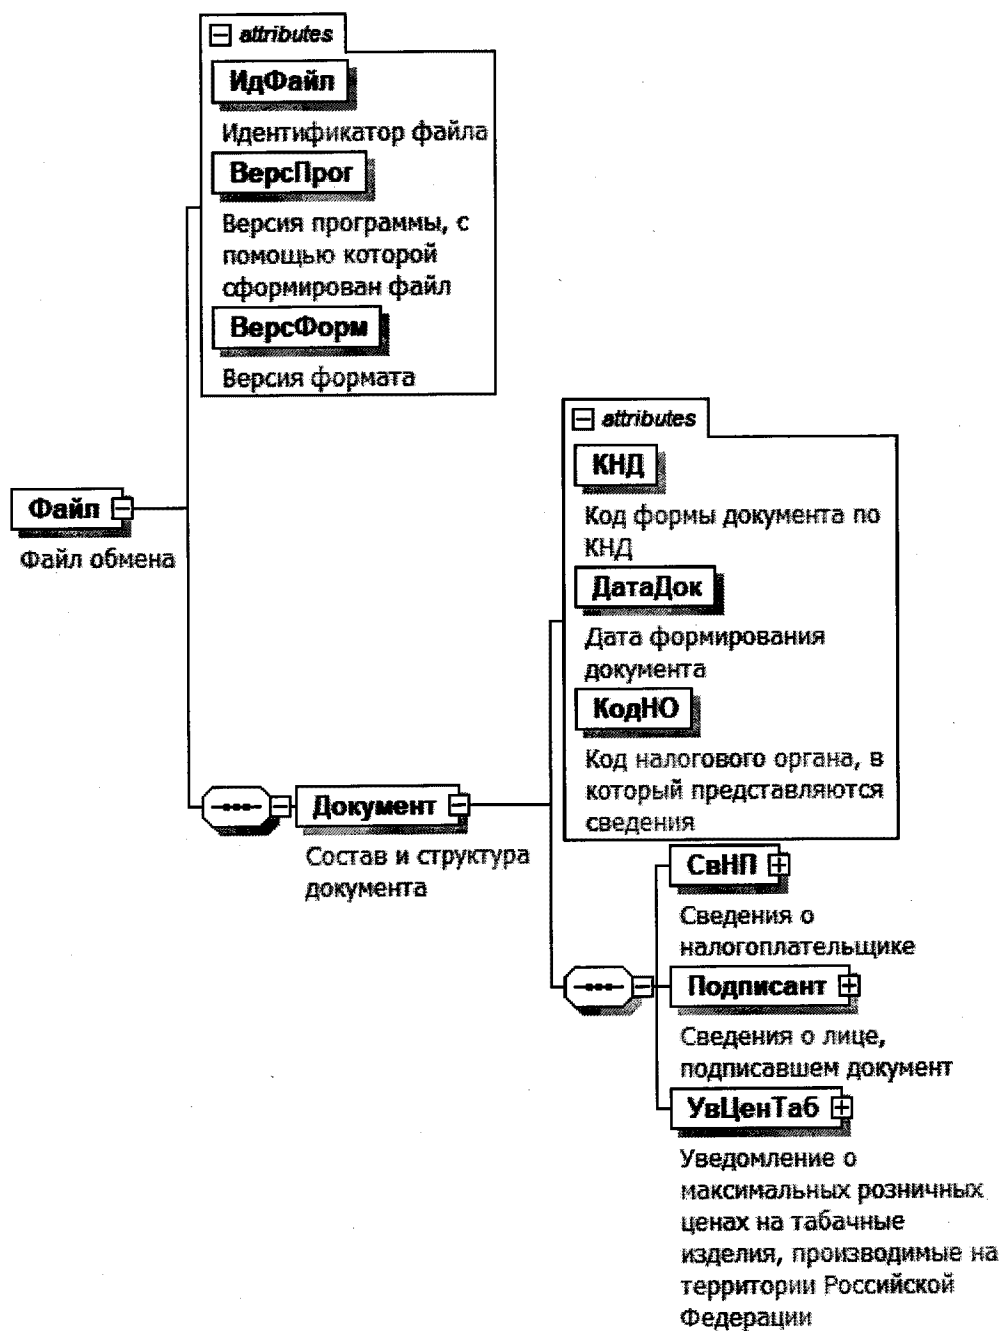 attributes
ИдФайл
Идентификатор файла
ВерсПрог
Версия программы, с
помощью которой
сформирован файл
ВерсФорм
Версия формата
Файл
Файл обмена
Документ
Состав и структура
документа
attributes
КНД
Код формы документа по
КНД
ДатаДок
Дата формирования
документа
КодНО
Код налогового органа, в
который представляются
сведения
СвНП
Сведения о
налогоплательщике
Подписант
Сведения о лице,
подписавшем документ
УвЦенТаб
Уведомление о
максимальных розничных
ценах на табачные
изделия, производимые на
территории Российской
Федерации